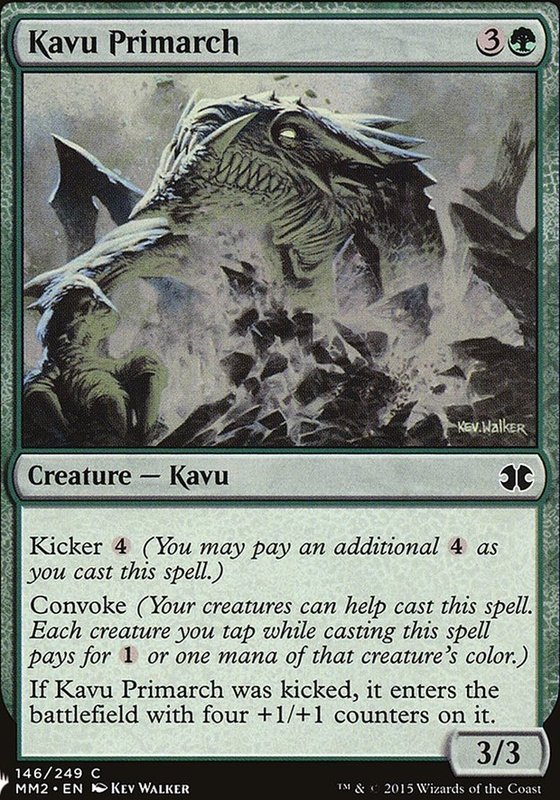 Kavu Primarch 3
KEV.WALKER
Creature — Kavu
Kicker 4 (You may pay an additional 4 as
you cast this spell.)
Convoke (Your creatures can help cast this spell.
Each creature you tap while casting this spell
pays for 1 or one mana of that creature's color.)
If Kavu Primarch was kicked, it enters the
battlefield with four +1/+1 counters on it.
3/3
146/249 C
MM2 • EN Kev Walker
™ & © 2015 Wizards of the Coast